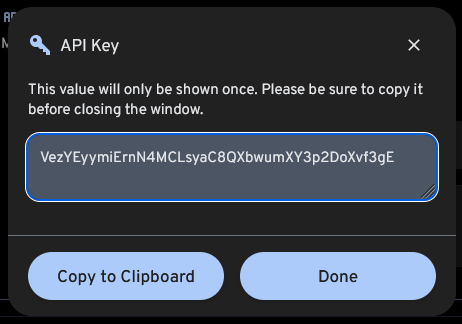 API Key
This value will only be shown once. Please be sure to copy it
before closing the window.
VezYEyymiErnN4MCLsyaC8QXbwumXY3p2DoXvf3gE
Copy to Clipboard
Done